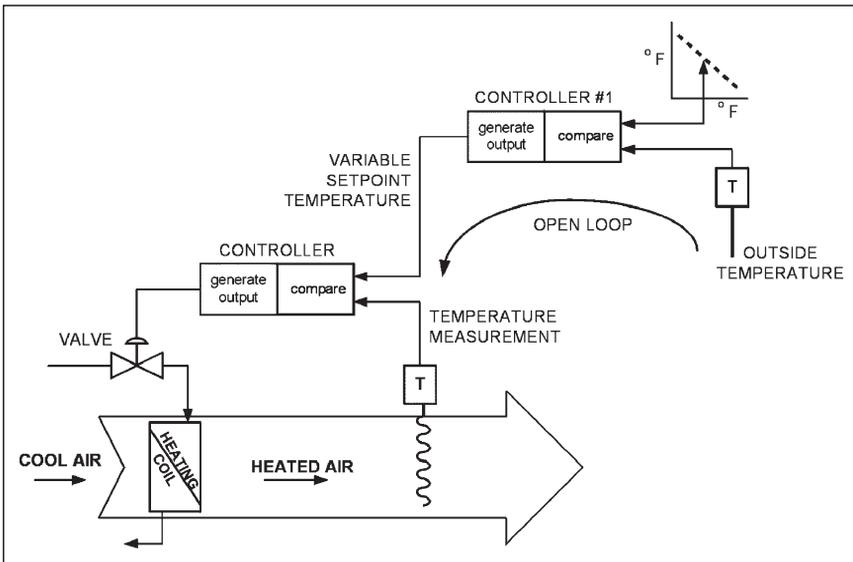 ° F
° F
CONTROLLER #1
generate
output
compare
VARIABLE
SETPOINT
TEMPERATURE
T
OPEN LOOP
OUTSIDE
TEMPERATURE
CONTROLLER
generate
output
compare
TEMPERATURE
MEASUREMENT
VALVE
T
COOL AIR
HEATING
COIL
HEATED AIR